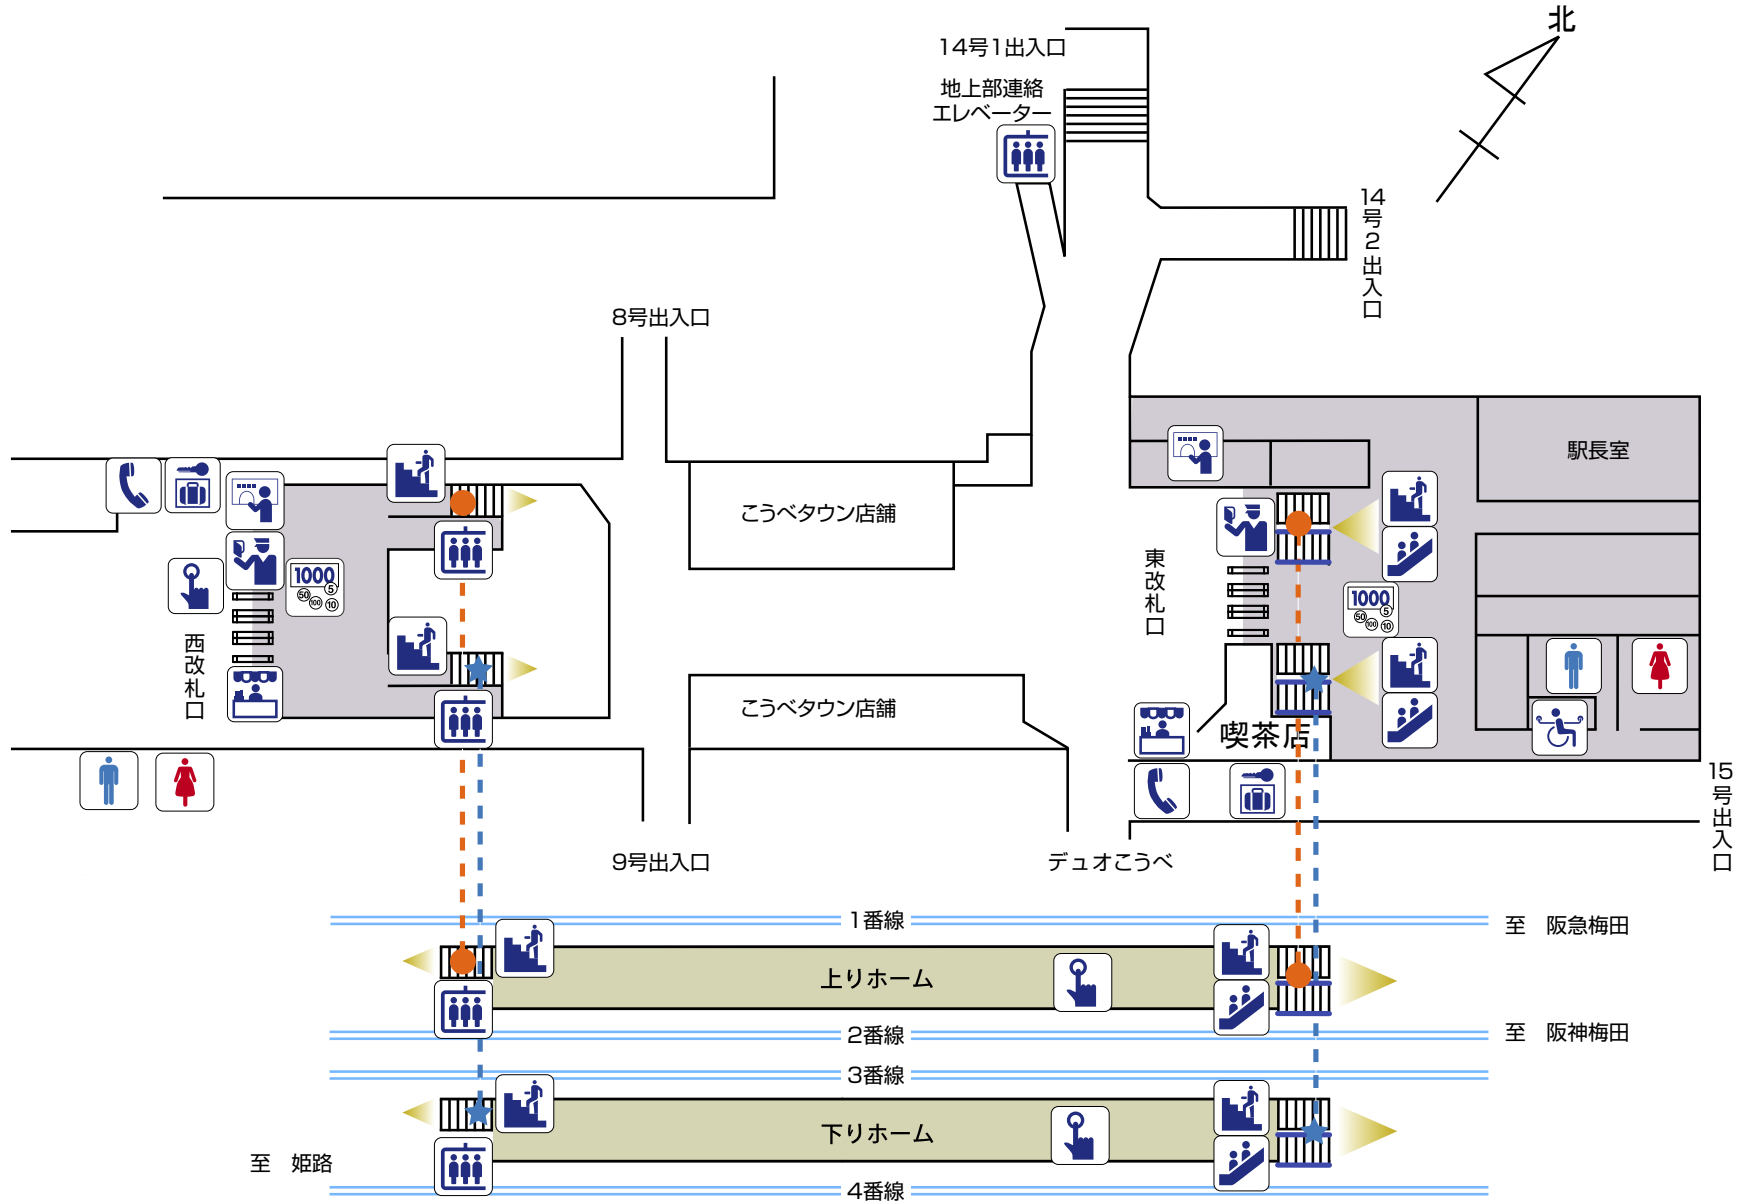 北
14号1出入口
地上部連絡
エレベーター
14号2出入口
8号出入口
駅長室
こうべタウン店舗
東改札口
1000
5
50
100
10
1000
5
50
100
10
西改札口
こうべタウン店舗
喫茶店
15号出入口
9号出入口
デュオこうべ
1番線
至 阪急梅田
上りホーム
2番線
至 阪神梅田
3番線
下りホーム
至 姫路
4番線